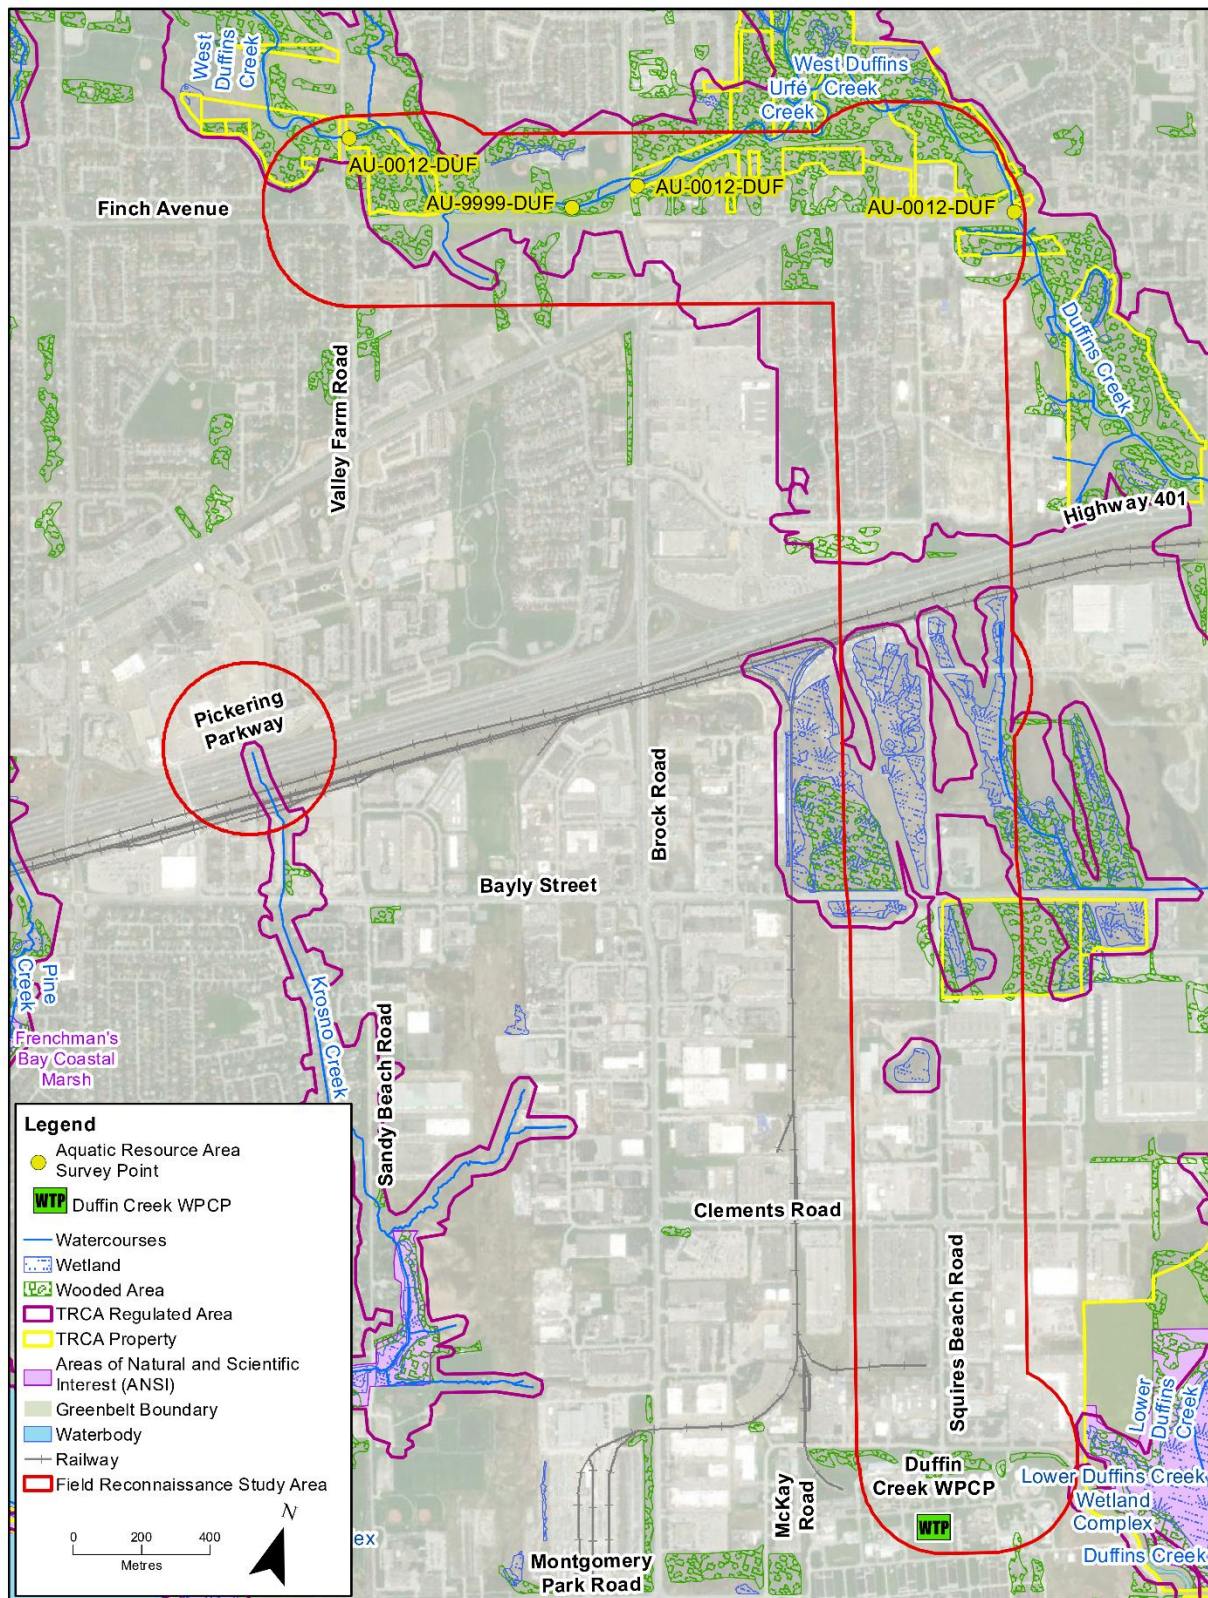 West
Duffins
Creek
West Duffins
Creek
Urfé
Creek
AU-0012-DUF
AU-9999-DUF
AU-0012-DUF
AU-0012-DUF
Finch Avenue
Duffins Creek
Valley Farm Road
Highway 401
Pickering
Parkway
Brock Road
Bayly Street
Pine
Creek
Frenchman's
Bay Coastal
Marsh
Krosno Creek
Sandy Beach Road
Clements Road
Squires Beach Road
Lower
Duffins
Creek
Duffin
Creek WPCP
WTP
McKay
Road
Lower Duffins Creek
Wetland
Complex
Duffins Creek
Montgomery
Park Road
ex
Legend
Aquatic Resource Area
Survey Point
WTP Duffin Creek WPCP
Watercourses
Wetland
Wooded Area
TRCA Regulated Area
TRCA Property
Areas of Natural and Scientific
Interest (ANSI)
Greenbelt Boundary
Waterbody
Railway
Field Reconnaissance Study Area
0 200 400
Metres
N